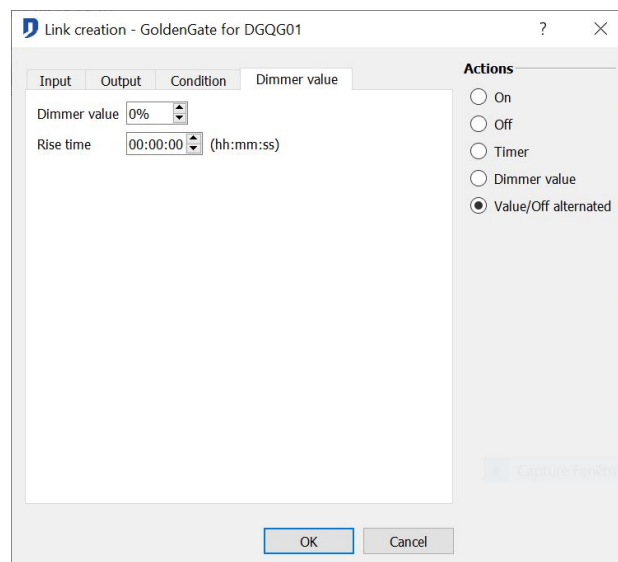 Link creation - GoldenGate for DGQG01 ?
Input Output Condition Dimmer value
Dimmer value 0%
Rise time 00:00:00 (hh:mm:ss)
Actions
On
Off
Timer
Dimmer value
Value/Off alternated
Capture
OK Cancel